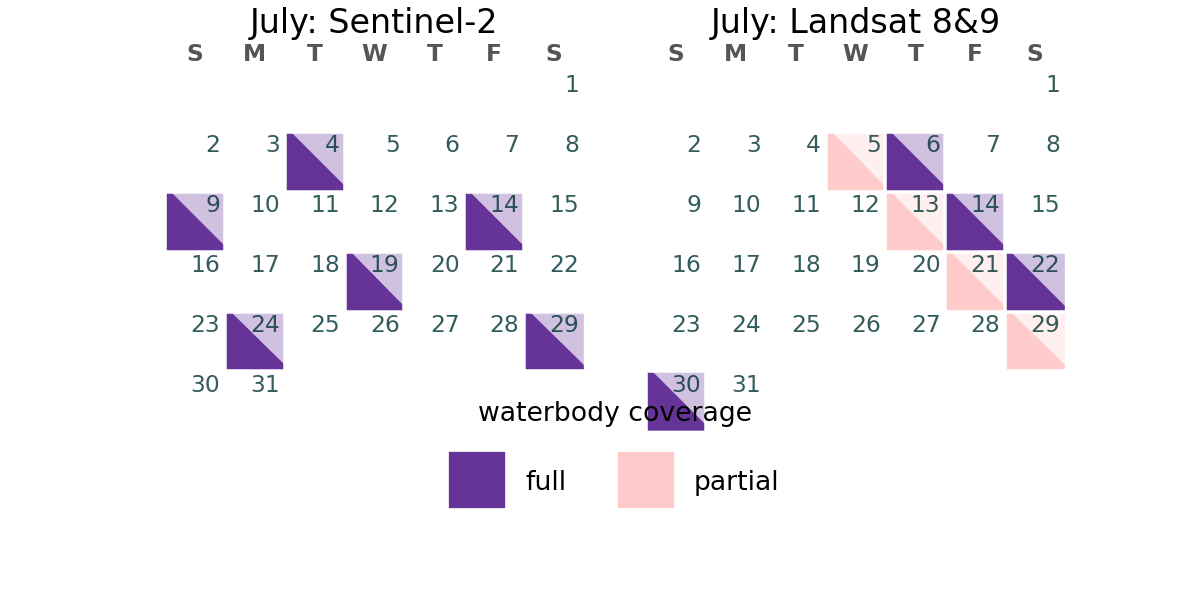 July: Sentinel-2
S M T W T F S
1
2 3 4 5 6 7 8
9 10 11 12 13 14 15
16 17 18 19 20 21 22
23 24 25 26 27 28 29
30 31
July: Landsat 8&9
S M T W T F S
1
2 3 4 5 6 7 8
9 10 11 12 13 14 15
16 17 18 19 20 21 22
23 24 25 26 27 28 29
30 31
waterbody coverage
full partial